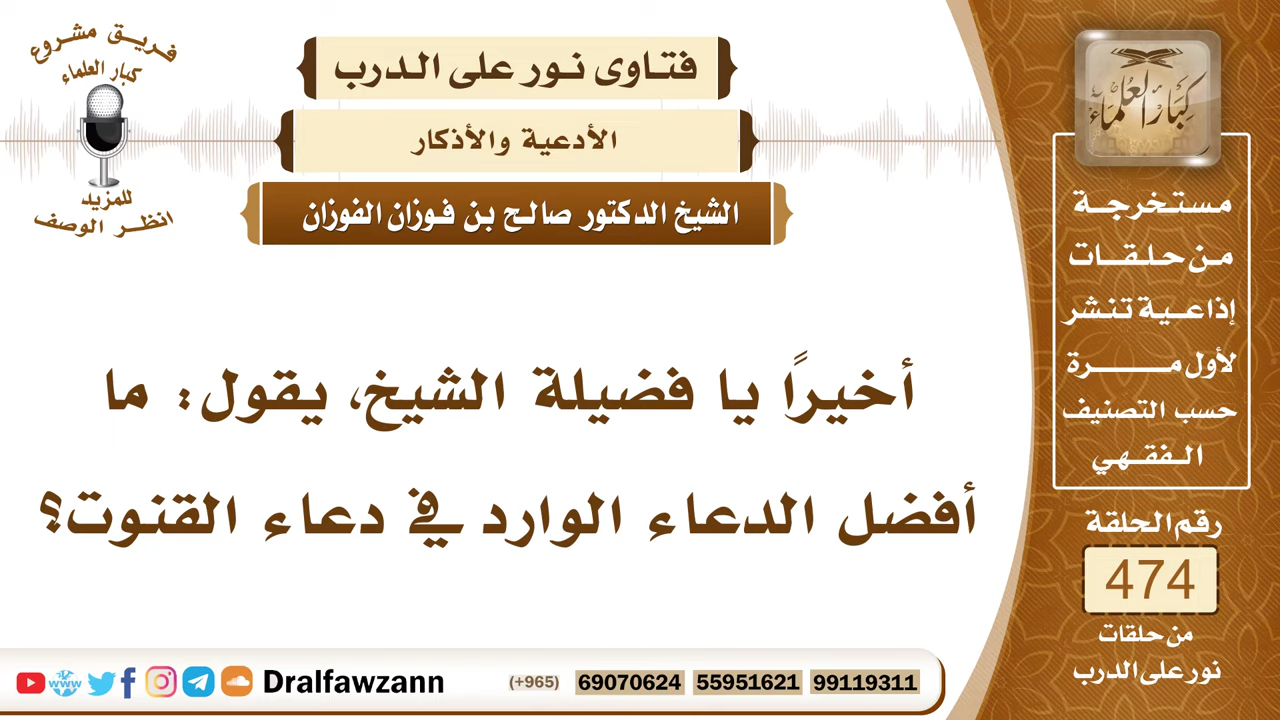 فريق مشروع
كبار العلماء
للمزيد
انظر الوصف
فتاوى نور على الدرب
الأدعية والأذكار
الشيخ الدكتور صالح بن فوزان الفوزان
أخيرًا يا فضيلة الشيخ، يقول: ما
أفضل الدعاء الوارد في دعاء القنوت؟
كبار العلماء
مستخرجة
من حلقات
إذاعية تنشر
لأول مرة
حسب التصنيف
الفقهي
رقم الحلقة
474
من حلقات
نور على الدرب
www
Dralfawzann (+965) 69070624 55951621 99119311